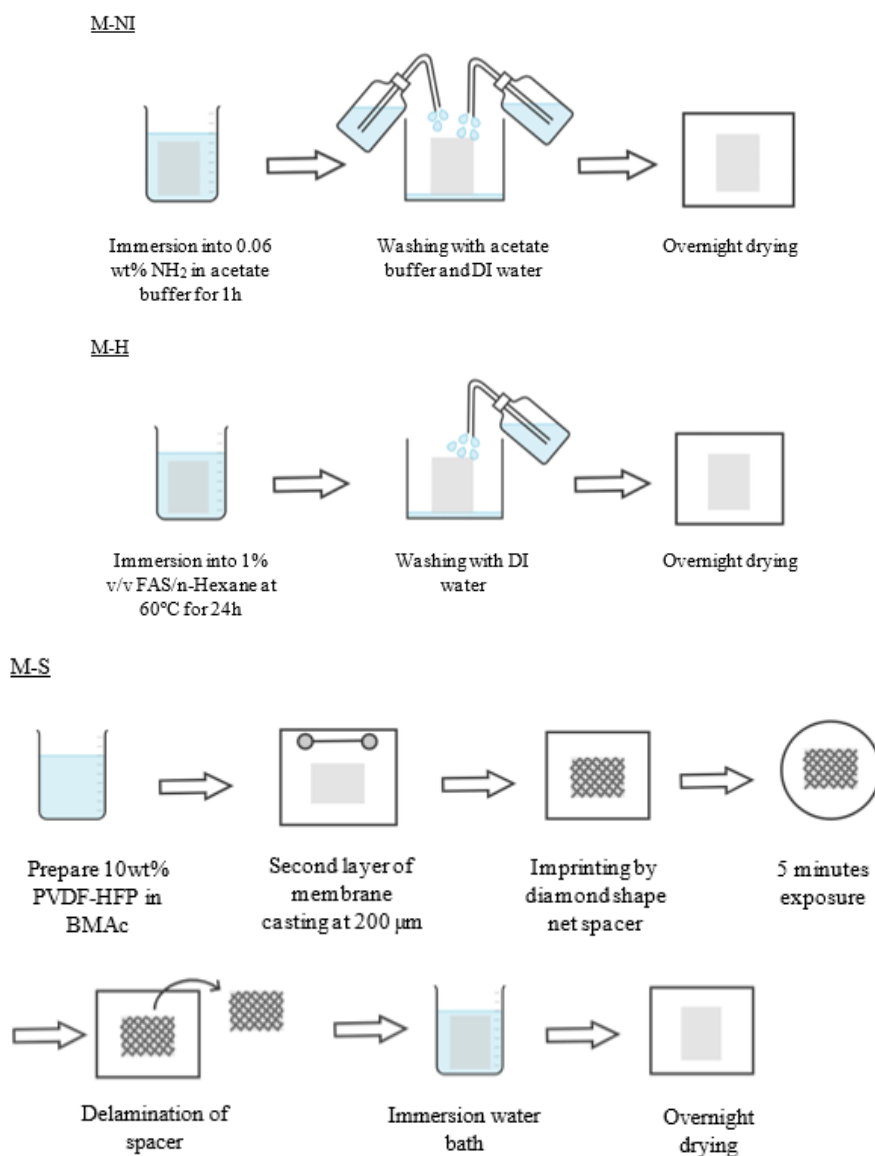 M-NI
Immersion into 0.06
wt% NH₂ in acetate
buffer for 1h
Washing with acetate
buffer and DI water
Overnight drying
M-H
Immersion into 1%
v/v FAS/n-Hexane at
60°C for 24h
Washing with DI
water
Overnight drying
M-S
Prepare 10wt%
PVDF-HFP in
BMAc
Second layer of
membrane
casting at 200 µm
Imprinting by
diamond shape
net spacer
5 minutes
exposure
Delamination of
spacer
Immersion water
bath
Overnight
drying